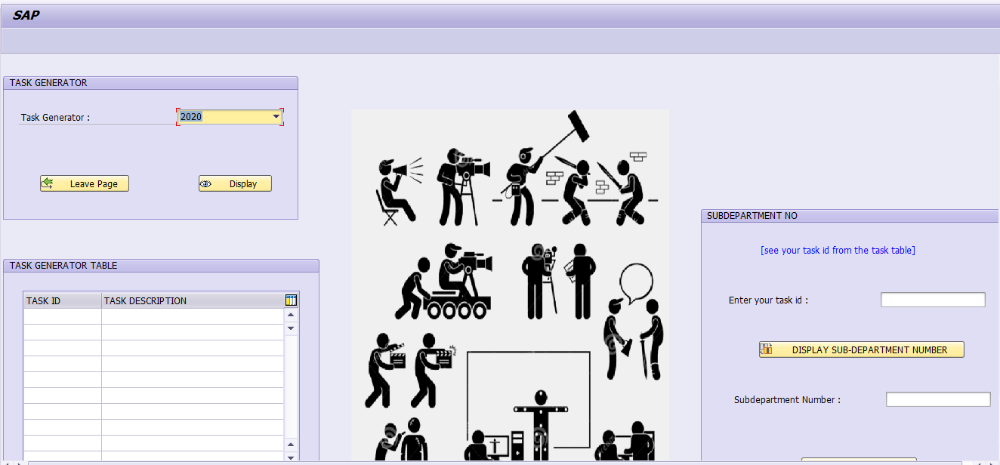 SAP
TASK GENERATOR
Task Generator :
2020
Leave Page
Display
TASK GENERATOR TABLE
TASK ID
TASK DESCRIPTION
SUBDEPARTMENT NO
[see your task id from the task table]
Enter your task id :
DISPLAY SUB-DEPARTMENT NUMBER
Subdepartment Number :